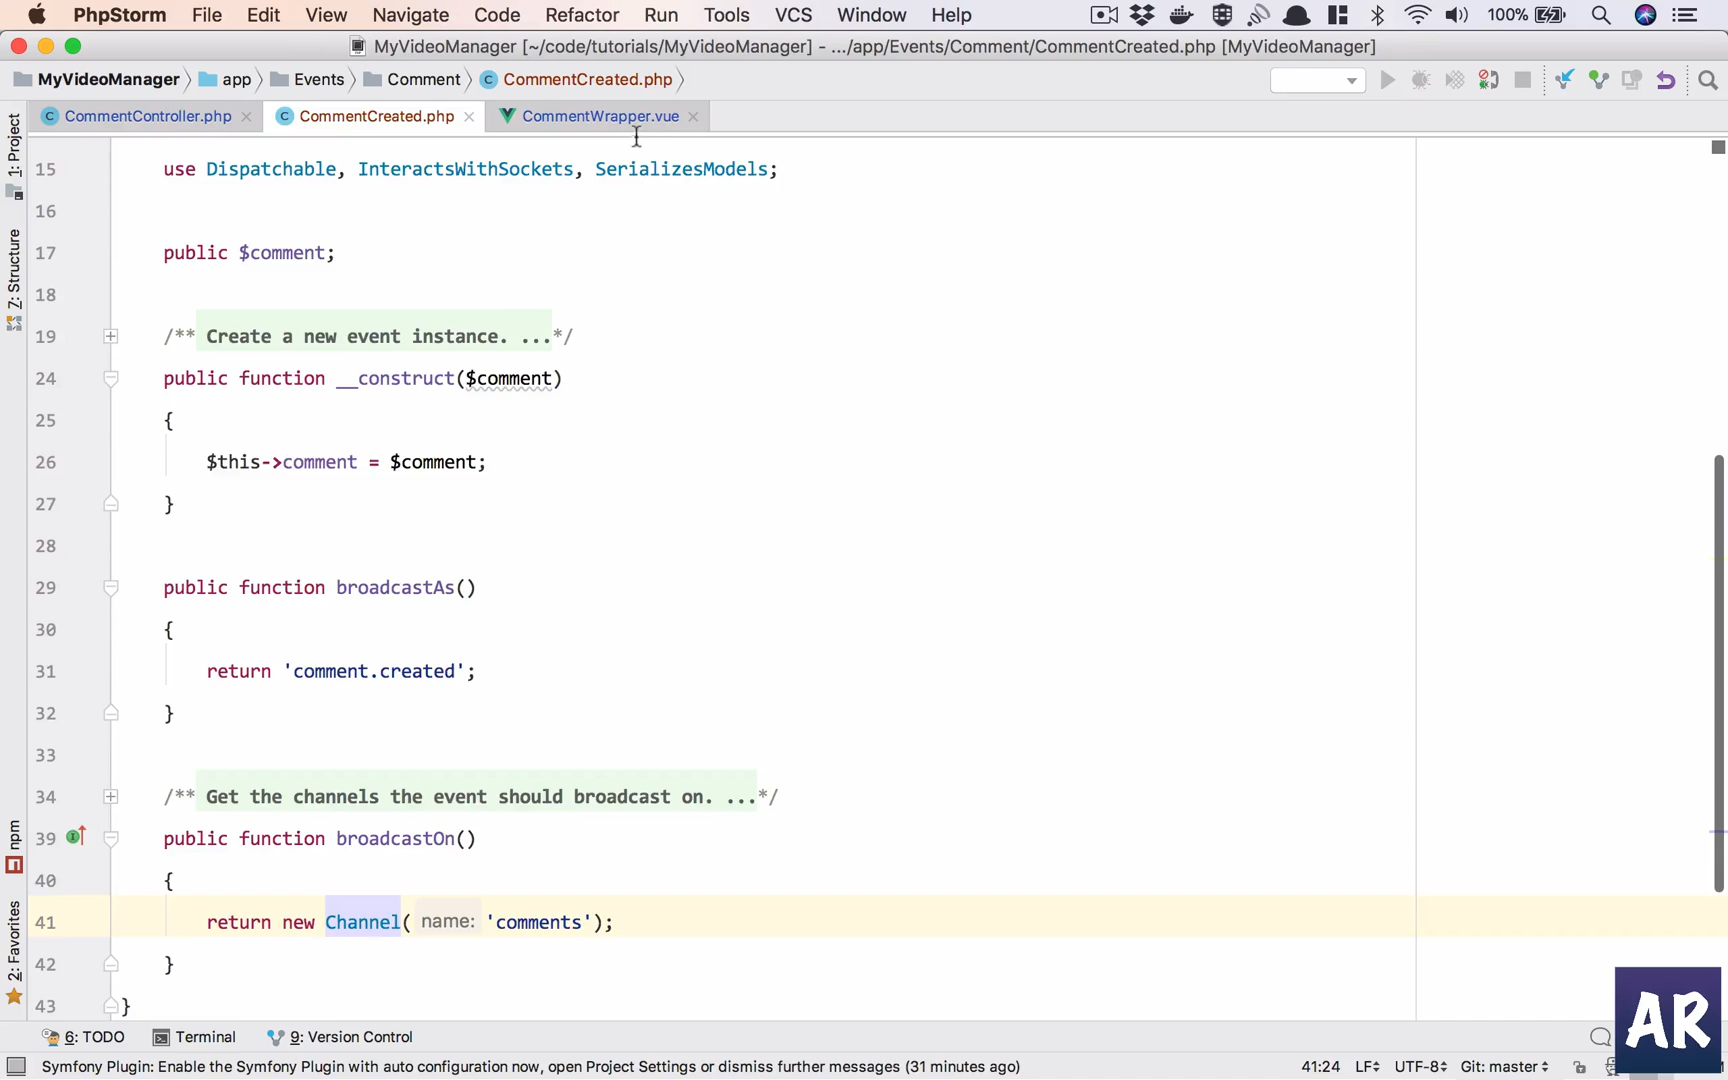 PhpStorm File Edit View Navigate Code Refactor Run Tools VCS Window Help 100%
MyVideoManager [~/code/tutorials/MyVideoManager] - .../app/Events/Comment/CommentCreated.php [MyVideoManager]
MyVideoManager app Events Comment CommentCreated.php
CommentController.php CommentCreated.php CommentWrapper.vue
1: Project
7: Structure
npm
2: Favorites
15 use Dispatchable, InteractsWithSockets, SerializesModels;
16
17 public $comment;
18
19 /** Create a new event instance. ...*/
24 public function __construct($comment)
25 {
26 $this->comment = $comment;
27 }
28
29 public function broadcastAs()
30 {
31 return 'comment.created';
32 }
33
34 /** Get the channels the event should broadcast on. ...*/
39 public function broadcastOn()
40 {
41 return new Channel( name: 'comments');
42 }
43 }
6: TODO Terminal 9: Version Control
Symfony Plugin: Enable the Symfony Plugin with auto configuration now, open Project Settings or dismiss further messages (31 minutes ago) 41:24 LF UTF-8 Git: master
AR